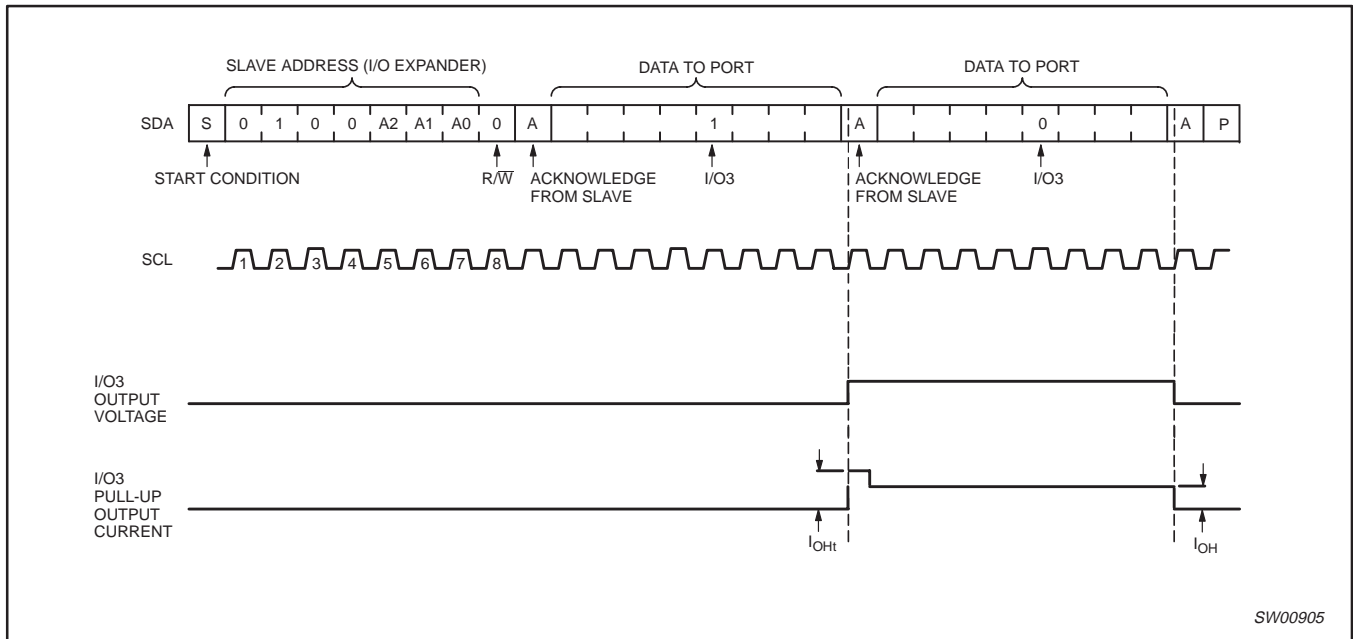 SLAVE ADDRESS (I/O EXPANDER) DATA TO PORT DATA TO PORT
SDA S 0 1 0 0 A2 A1 A0 0 A 1 A 0 A P
START CONDITION R/W̅ ACKNOWLEDGE FROM SLAVE I/O3 ACKNOWLEDGE FROM SLAVE I/O3
SCL 1 2 3 4 5 6 7 8
I/O3
OUTPUT
VOLTAGE
I/O3
PULL-UP
OUTPUT
CURRENT
IOHt IOH
SW00905